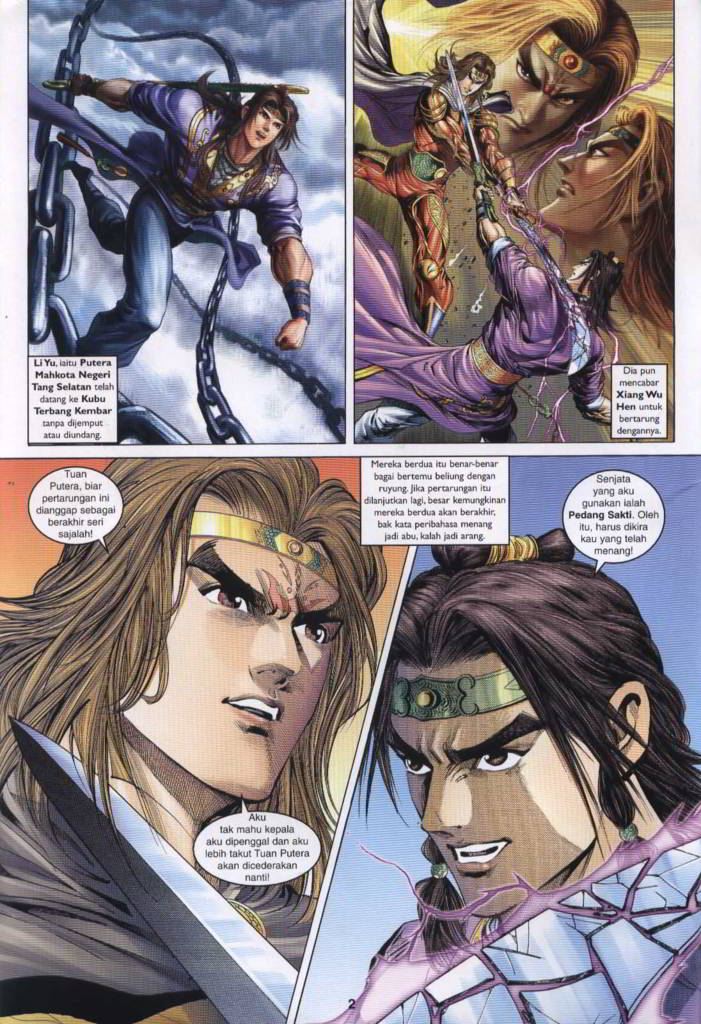 Li Yu, iaitu Putera
Mahkota Negeri
Tang Selatan telah
datang ke Kubu
Terbang Kembar
tanpa dijemput
atau diundang.
Dia pun
mencabar
Xiang Wu
Hen untuk
bertarung
dengannya.
Tuan
Putera, biar
pertarungan ini
dianggap sebagai
berakhir seri
sajalah!
Mereka berdua itu benar-benar
bagai bertemu beliung dengan
ruyung. Jika pertarungan itu
dilanjutkan lagi, besar kemungkinan
mereka berdua akan berakhir,
bak kata peribahasa menang
jadi abu, kalah jadi arang.
Senjata
yang aku
gunakan ialah
Pedang Sakti. Oleh
itu, harus dikira
kau yang telah
menang!
Aku
tak mahu kepala
aku dipenggal dan aku
lebih takut Tuan Putera
akan dicederakan
nanti!
2